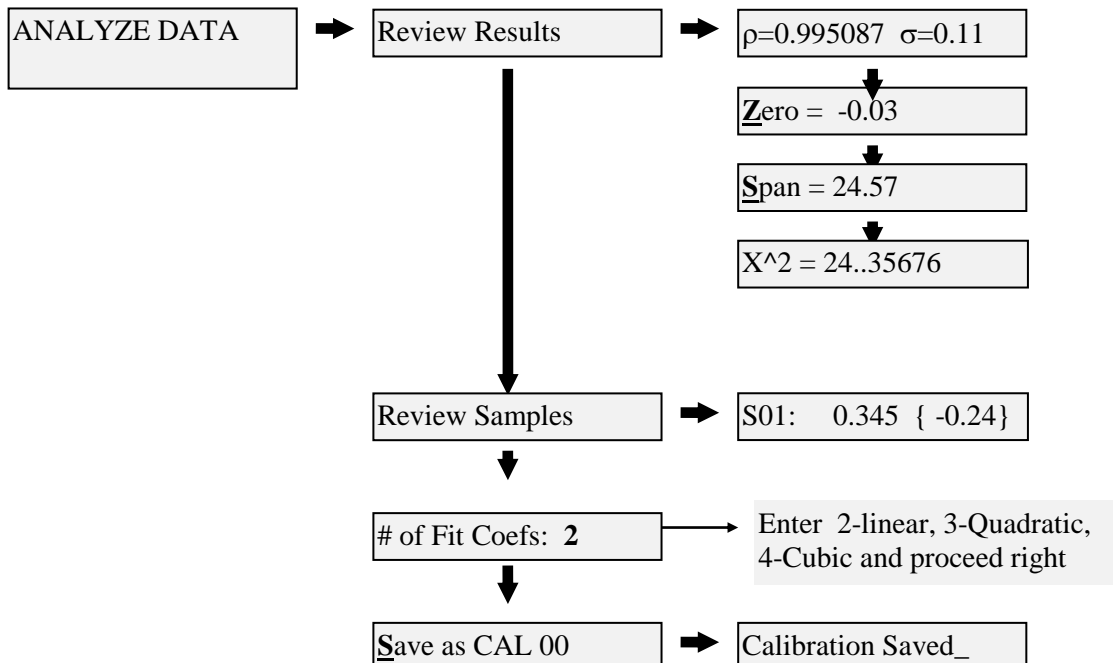 ANALYZE DATA
Review Results
ρ=0.995087 σ=0.11
Zero = -0.03
Span = 24.57
X^2 = 24..35676
Review Samples
S01: 0.345 { -0.24}
# of Fit Coefs: 2
Enter 2-linear, 3-Quadratic,
4-Cubic and proceed right
Save as CAL 00
Calibration Saved_